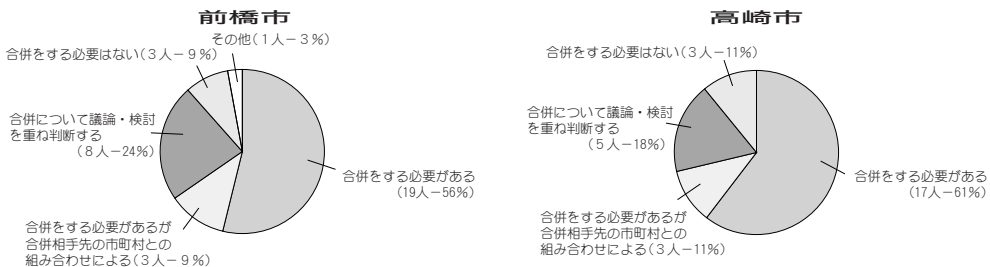 前橋市
その他(1人−3%)
合併をする必要はない(3人−9%)
合併について議論・検討
を重ね判断する
(8人−24%)
合併をする必要がある
(19人−56%)
合併をする必要があるが
合併相手先の市町村との
組み合わせによる(3人−9%)
高崎市
合併をする必要はない(3人−11%)
合併について議論・検討
を重ね判断する
(5人−18%)
合併をする必要がある
(17人−61%)
合併をする必要があるが
合併相手先の市町村との
組み合わせによる(3人−11%)